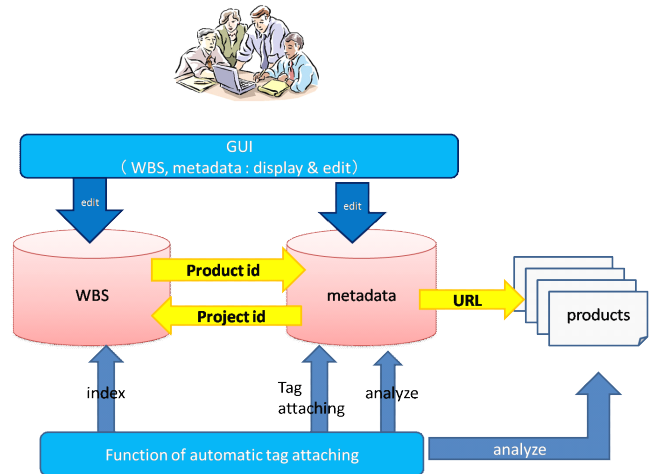 GUI
( WBS, metadata : display & edit)
edit
edit
Product id
WBS
metadata
URL
Project id
products
index
Tag
attaching
analyze
Function of automatic tag attaching
analyze